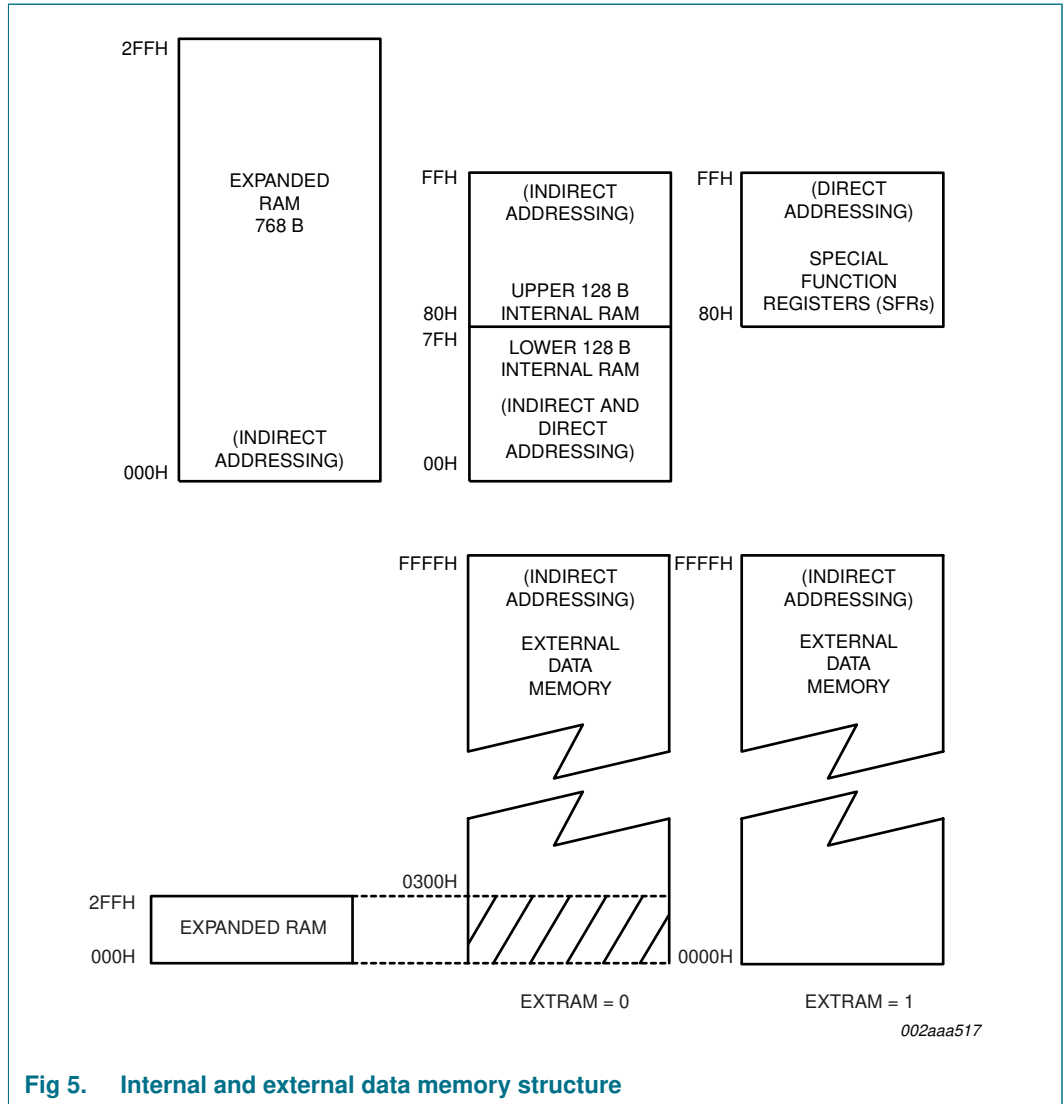 2FFH
EXPANDED
RAM
768 B
(INDIRECT
ADDRESSING)
000H
FFH
(INDIRECT
ADDRESSING)
UPPER 128 B
INTERNAL RAM
80H
7FH
LOWER 128 B
INTERNAL RAM
(INDIRECT AND
DIRECT
ADDRESSING)
00H
FFH
(DIRECT
ADDRESSING)
SPECIAL
FUNCTION
REGISTERS (SFRs)
80H
FFFFH
(INDIRECT
ADDRESSING)
EXTERNAL
DATA
MEMORY
FFFFH
(INDIRECT
ADDRESSING)
EXTERNAL
DATA
MEMORY
2FFH
EXPANDED RAM
000H
0300H
0000H
EXTRAM = 0
EXTRAM = 1
002aaa517
Fig 5. Internal and external data memory structure